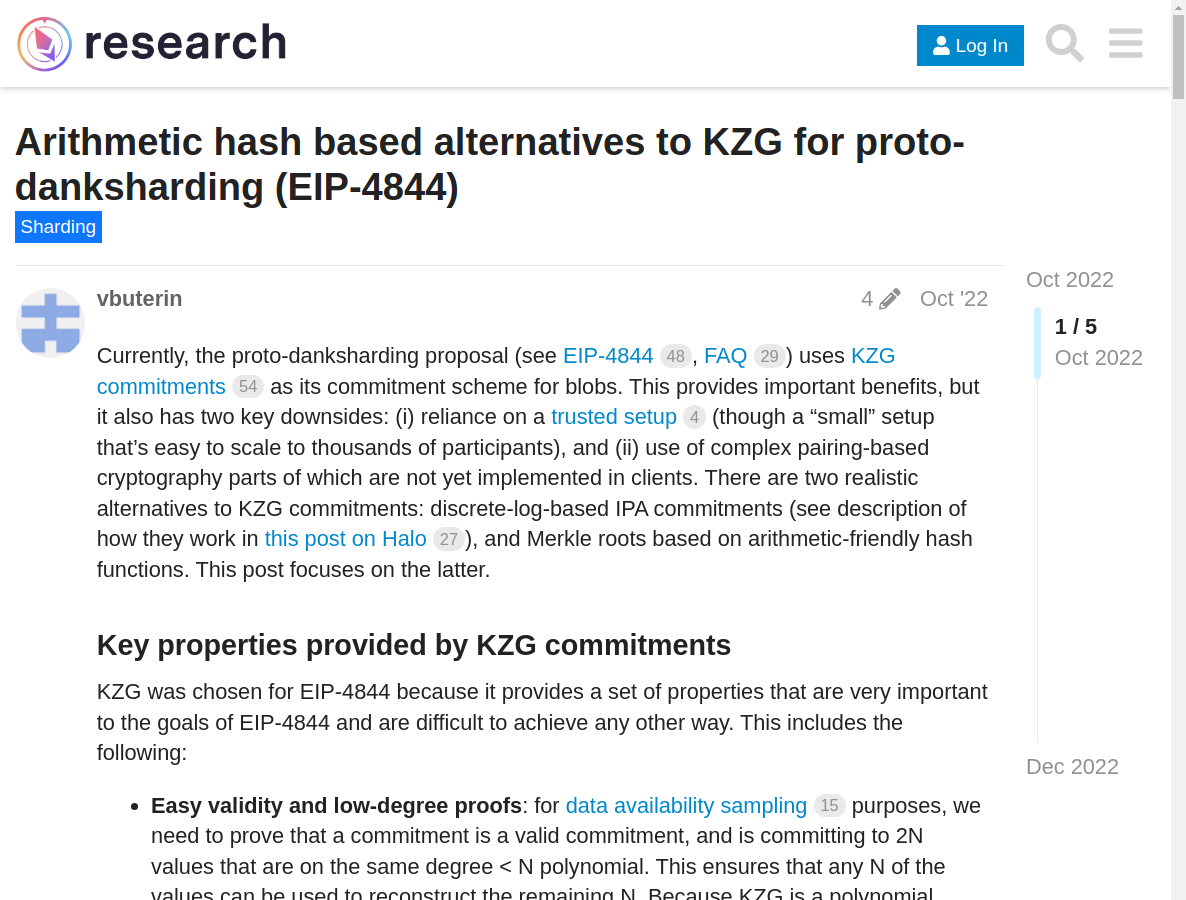 research
Log In
Arithmetic hash based alternatives to KZG for proto-
danksharding (EIP-4844)
Sharding
Oct 2022
vbuterin
4
Oct '22
1 / 5
Oct 2022
Currently, the proto-danksharding proposal (see EIP-4844 48, FAQ 29) uses KZG
commitments 54 as its commitment scheme for blobs. This provides important benefits, but
it also has two key downsides: (i) reliance on a trusted setup 4 (though a “small” setup
that’s easy to scale to thousands of participants), and (ii) use of complex pairing-based
cryptography parts of which are not yet implemented in clients. There are two realistic
alternatives to KZG commitments: discrete-log-based IPA commitments (see description of
how they work in this post on Halo 27), and Merkle roots based on arithmetic-friendly hash
functions. This post focuses on the latter.
Key properties provided by KZG commitments
KZG was chosen for EIP-4844 because it provides a set of properties that are very important
to the goals of EIP-4844 and are difficult to achieve any other way. This includes the
following:
Dec 2022
• Easy validity and low-degree proofs: for data availability sampling 15 purposes, we
need to prove that a commitment is a valid commitment, and is committing to 2N
values that are on the same degree < N polynomial. This ensures that any N of the
values can be used to reconstruct the remaining N. Because KZG is a polynomial